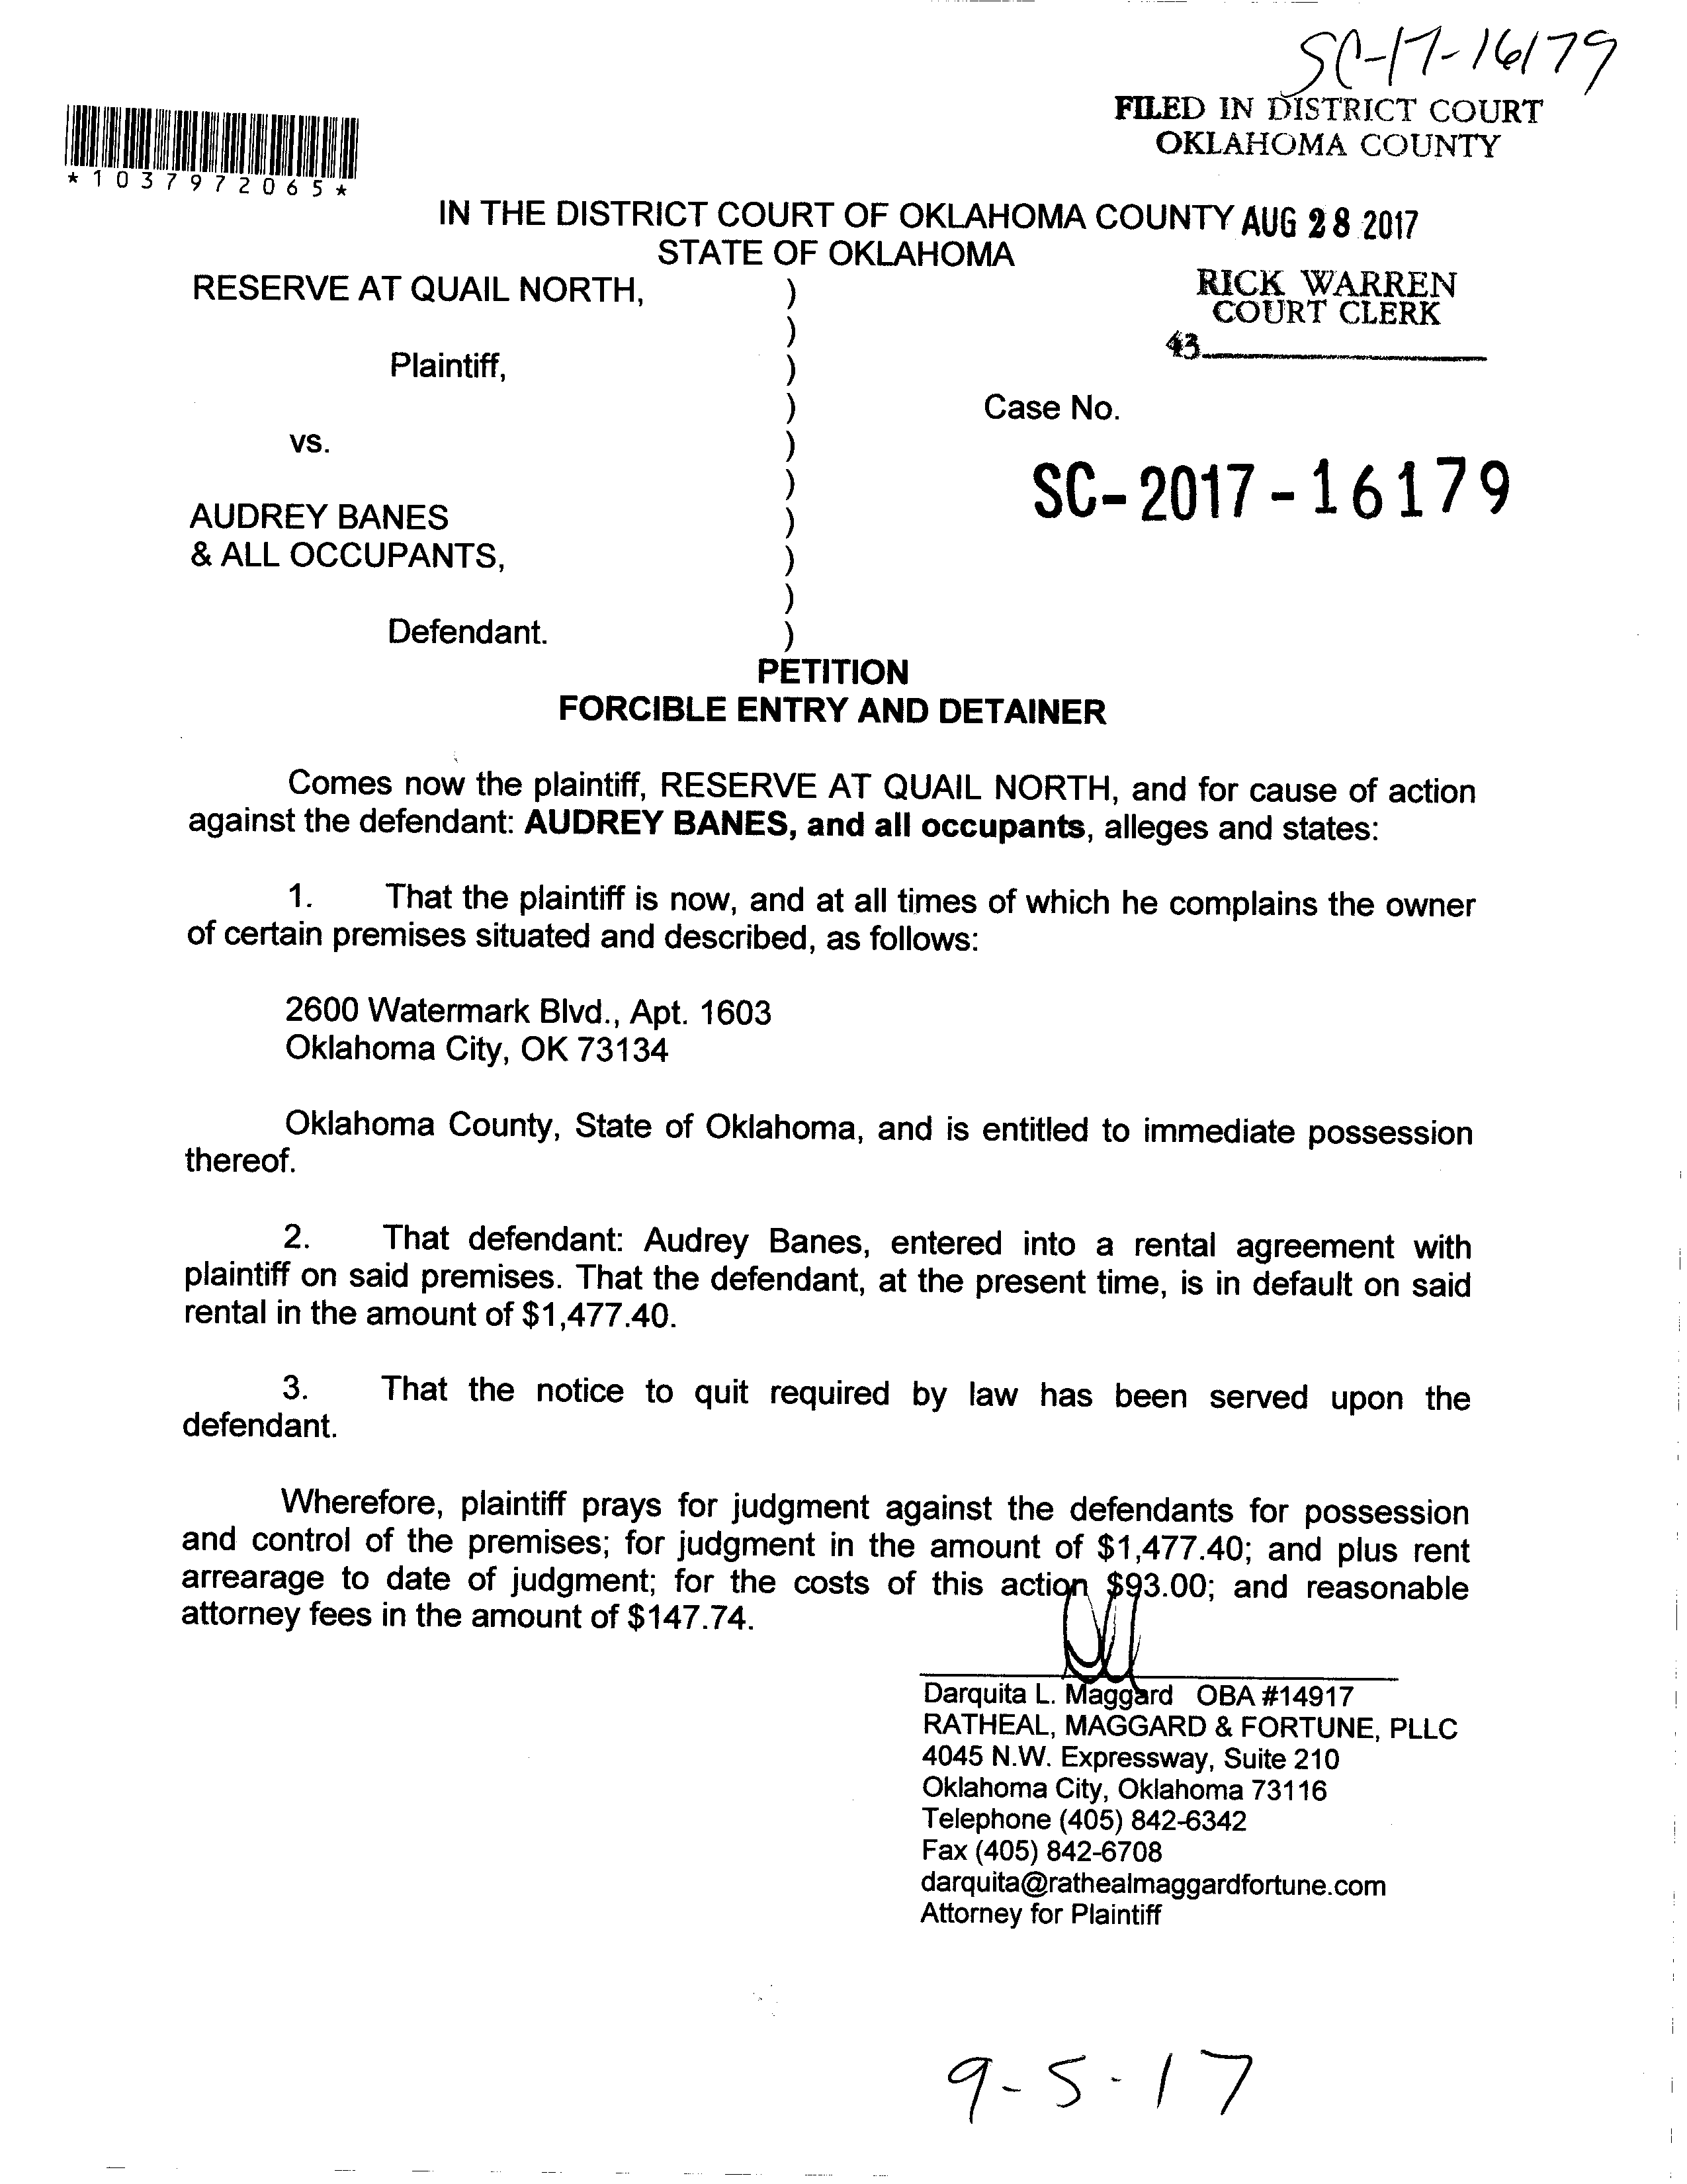 SC-17-16179
FILED IN DISTRICT COURT
OKLAHOMA COUNTY
*1037972065*
IN THE DISTRICT COURT OF OKLAHOMA COUNTY AUG 28 2017
STATE OF OKLAHOMA
RICK WARREN
COURT CLERK
43
RESERVE AT QUAIL NORTH, )
)
Plaintiff, )
) Case No.
vs. )
) SC-2017-16179
AUDREY BANES )
& ALL OCCUPANTS, )
)
Defendant. )
PETITION
FORCIBLE ENTRY AND DETAINER
Comes now the plaintiff, RESERVE AT QUAIL NORTH, and for cause of action
against the defendant: AUDREY BANES, and all occupants, alleges and states:
1. That the plaintiff is now, and at all times of which he complains the owner
of certain premises situated and described, as follows:
2600 Watermark Blvd., Apt. 1603
Oklahoma City, OK 73134
Oklahoma County, State of Oklahoma, and is entitled to immediate possession
thereof.
2. That defendant: Audrey Banes, entered into a rental agreement with
plaintiff on said premises. That the defendant, at the present time, is in default on said
rental in the amount of $1,477.40.
3. That the notice to quit required by law has been served upon the
defendant.
Wherefore, plaintiff prays for judgment against the defendants for possession
and control of the premises; for judgment in the amount of $1,477.40; and plus rent
arrearage to date of judgment; for the costs of this action $93.00; and reasonable
attorney fees in the amount of $147.74.
Darquita L. Maggard OBA #14917
RATHEAL, MAGGARD & FORTUNE, PLLC
4045 N.W. Expressway, Suite 210
Oklahoma City, Oklahoma 73116
Telephone (405) 842-6342
Fax (405) 842-6708
darquita@rathealmaggardfortune.com
Attorney for Plaintiff
9-5-17